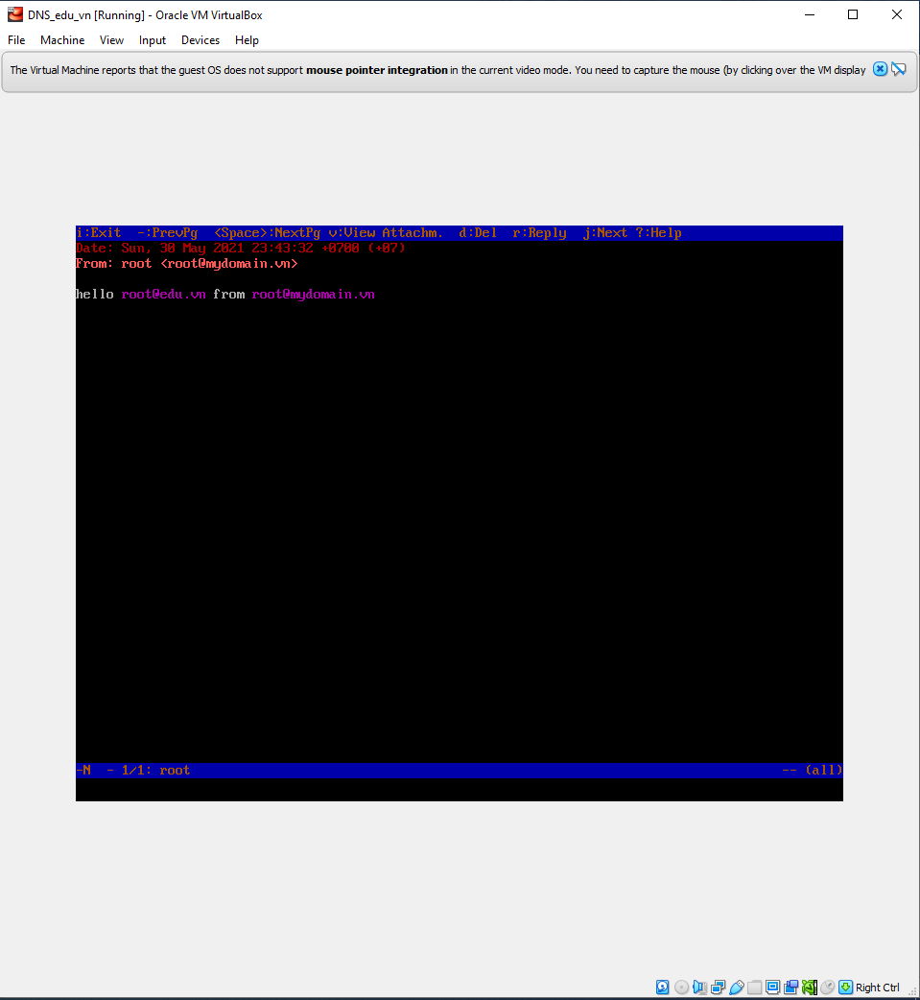 DNS_edu_vn [Running] - Oracle VM VirtualBox
File Machine View Input Devices Help
The Virtual Machine reports that the guest OS does not support mouse pointer integration in the current video mode. You need to capture the mouse (by clicking over the VM display
i:Exit -:PrevPg <Space>:NextPg v:View Attachm. d:Del r:Reply j:Next ?:Help
Date: Sun, 30 May 2021 23:43:32 +0700 (+07)
From: root <root@mydomain.vn>
hello root@edu.vn from root@mydomain.vn
-N - 1/1: root -- (all)
Right Ctrl